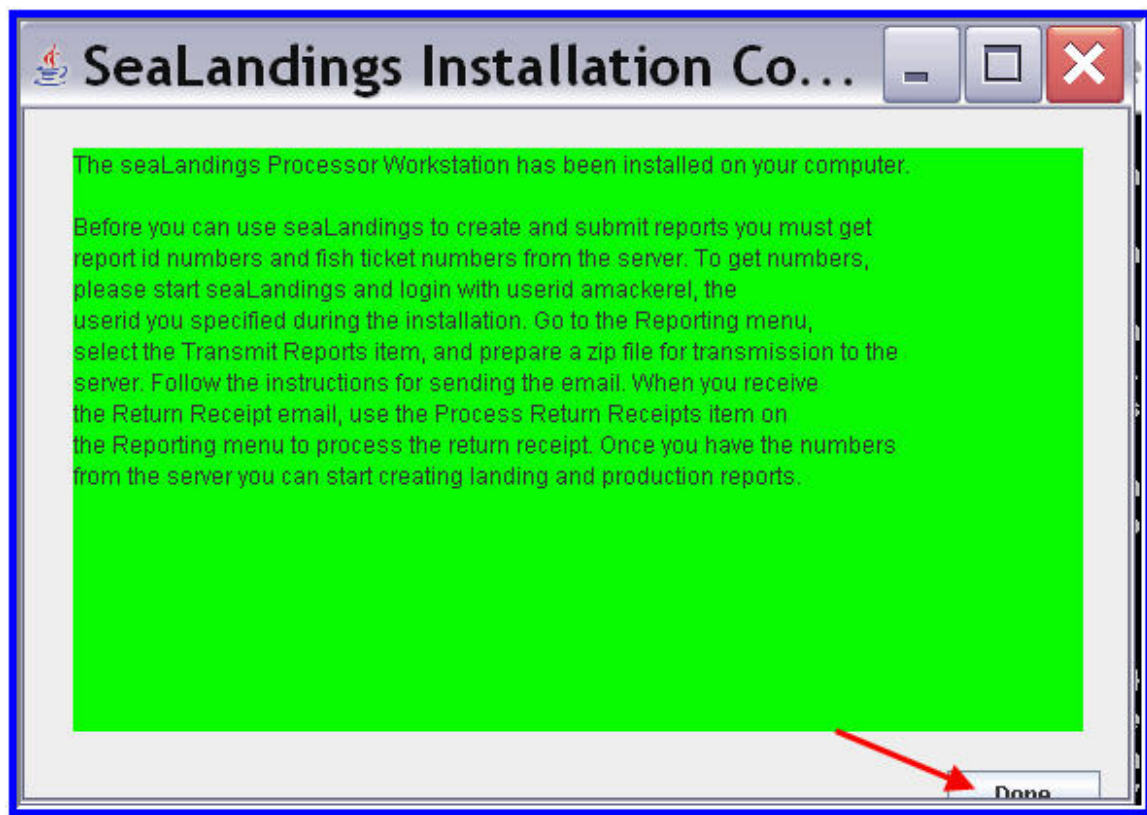 SeaLandings Installation Co...
The seaLandings Processor Workstation has been installed on your computer.
Before you can use seaLandings to create and submit reports you must get
report id numbers and fish ticket numbers from the server. To get numbers,
please start seaLandings and login with userid amackerel, the
userid you specified during the installation. Go to the Reporting menu,
select the Transmit Reports item, and prepare a zip file for transmission to the
server. Follow the instructions for sending the email. When you receive
the Return Receipt email, use the Process Return Receipts item on
the Reporting menu to process the return receipt. Once you have the numbers
from the server you can start creating landing and production reports.
Done